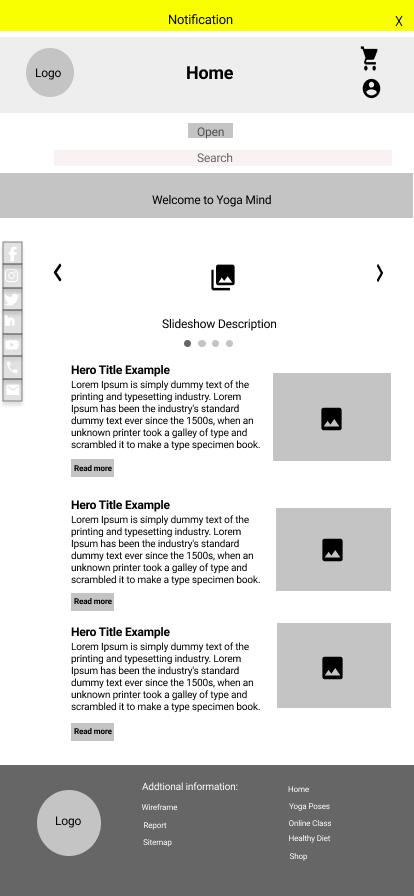 Notification
X
Logo
Home
Open
Search
Welcome to Yoga Mind
Slideshow Description
Hero Title Example
Lorem Ipsum is simply dummy text of the
printing and typesetting industry. Lorem
Ipsum has been the industry's standard
dummy text ever since the 1500s, when an
unknown printer took a galley of type and
scrambled it to make a type specimen book.
Read more
Hero Title Example
Lorem Ipsum is simply dummy text of the
printing and typesetting industry. Lorem
Ipsum has been the industry's standard
dummy text ever since the 1500s, when an
unknown printer took a galley of type and
scrambled it to make a type specimen book.
Read more
Hero Title Example
Lorem Ipsum is simply dummy text of the
printing and typesetting industry. Lorem
Ipsum has been the industry's standard
dummy text ever since the 1500s, when an
unknown printer took a galley of type and
scrambled it to make a type specimen book.
Read more
Logo
Addtional information:
Wireframe
Report
Sitemap
Home
Yoga Poses
Online Class
Healthy Diet
Shop